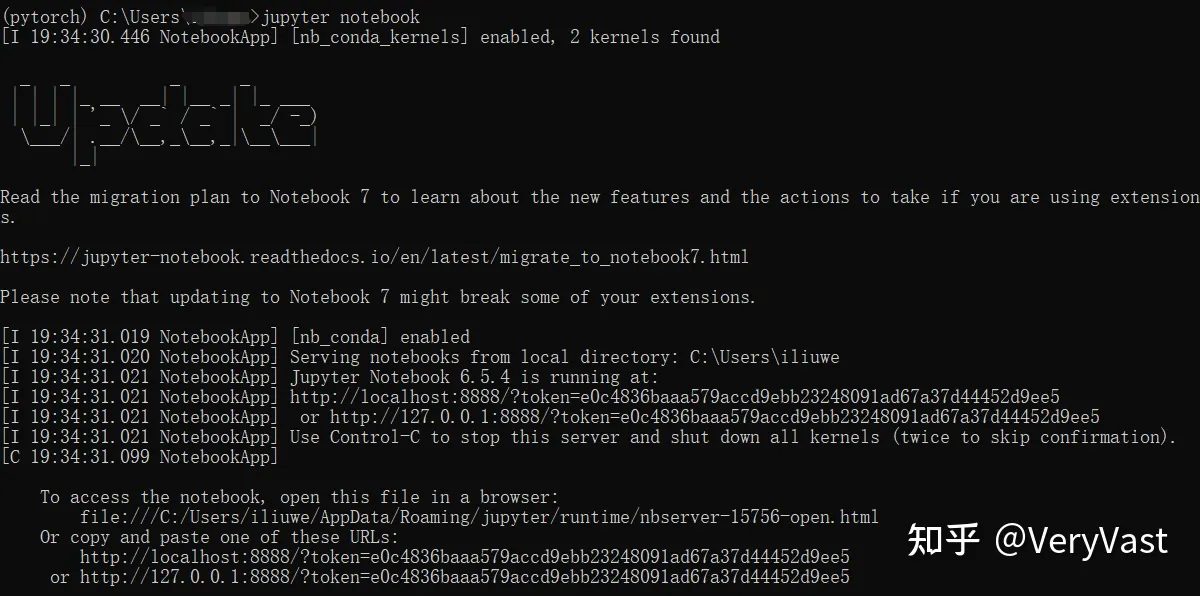 (pytorch) C:\Users\>jupyter notebook
[I 19:34:30.446 NotebookApp] [nb_conda_kernels] enabled, 2 kernels found
Update
Read the migration plan to Notebook 7 to learn about the new features and the actions to take if you are using extension
s.
https://jupyter-notebook.readthedocs.io/en/latest/migrate_to_notebook7.html
Please note that updating to Notebook 7 might break some of your extensions.
[I 19:34:31.019 NotebookApp] [nb_conda] enabled
[I 19:34:31.020 NotebookApp] Serving notebooks from local directory: C:\Users\iliuwe
[I 19:34:31.021 NotebookApp] Jupyter Notebook 6.5.4 is running at:
[I 19:34:31.021 NotebookApp] http://localhost:8888/?token=e0c4836baaa579accd9ebb23248091ad67a37d44452d9ee5
[I 19:34:31.021 NotebookApp]  or http://127.0.0.1:8888/?token=e0c4836baaa579accd9ebb23248091ad67a37d44452d9ee5
[I 19:34:31.021 NotebookApp] Use Control-C to stop this server and shut down all kernels (twice to skip confirmation).
[C 19:34:31.099 NotebookApp]
To access the notebook, open this file in a browser:
file:///C:/Users/iliuwe/AppData/Roaming/jupyter/runtime/nbserver-15756-open.html
Or copy and paste one of these URLs:
http://localhost:8888/?token=e0c4836baaa579accd9ebb23248091ad67a37d44452d9ee5
or http://127.0.0.1:8888/?token=e0c4836baaa579accd9ebb23248091ad67a37d44452d9ee5
知乎 @VeryVast